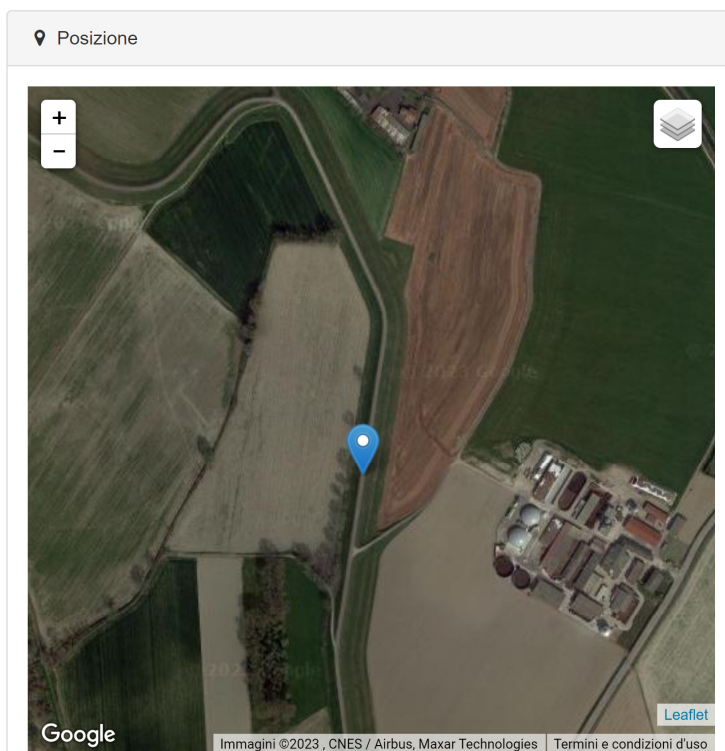 Posizione
+
−
Google
Leaflet
Immagini ©2023 , CNES / Airbus, Maxar Technologies
Termini e condizioni d'uso